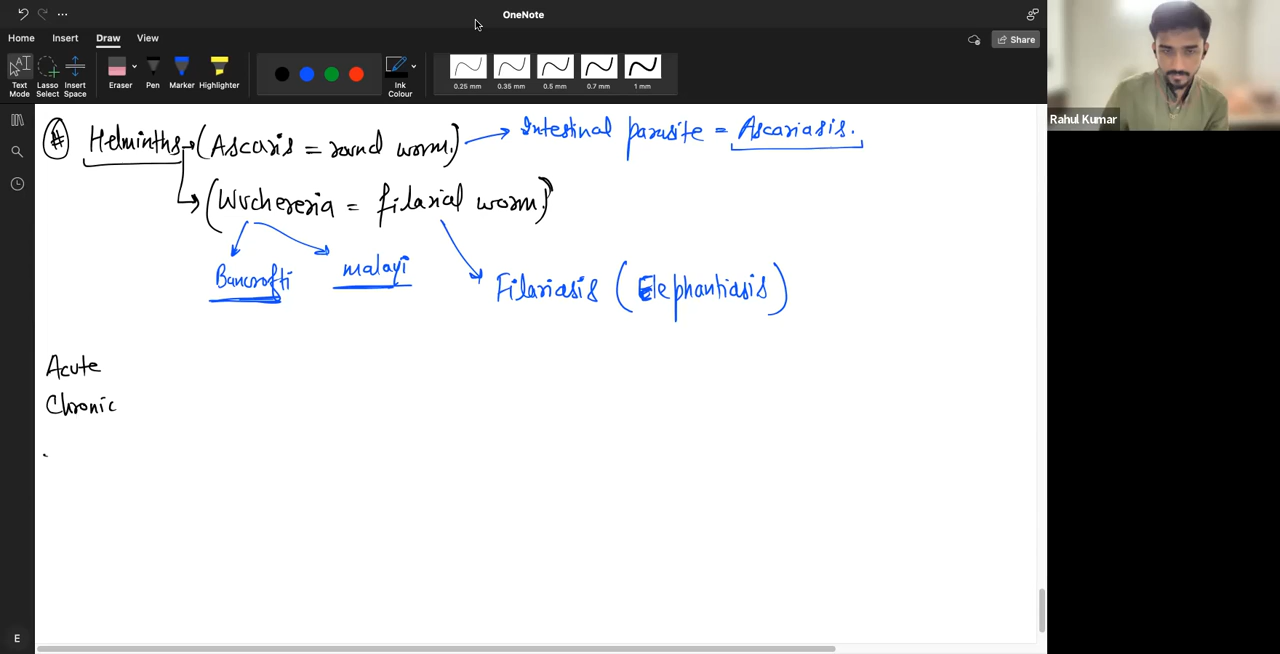 OneNote
Home Insert Draw View
Share
Text Mode
Lasso Select
Insert Space
Eraser
Pen
Marker
Highlighter
Ink Colour
0.25 mm 0.35 mm 0.5 mm 0.7 mm 1 mm
Rahul Kumar
# Helminths → (Ascaris = round worm.) → Intestinal parasite = Ascariasis.
→ (Wuchereria = filarial worm.)
Bancrofti malayi
Filariasis (Elephantiasis)
Acute
Chronic
E